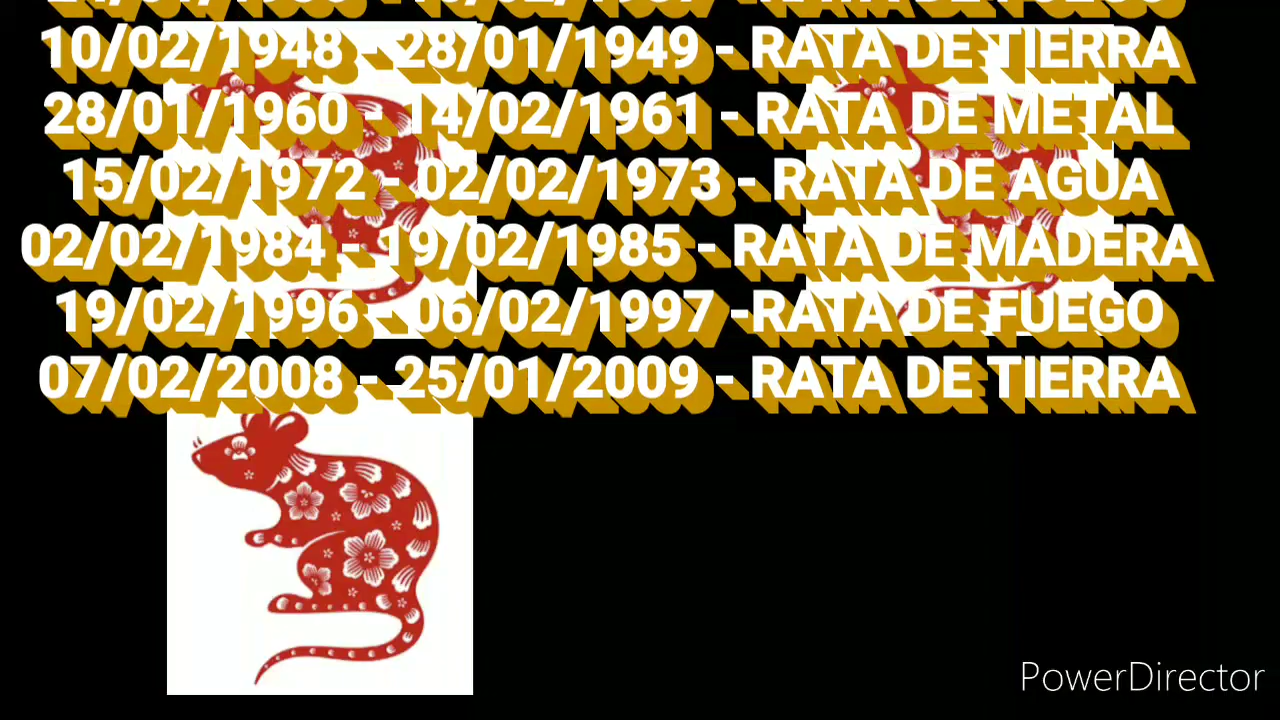 10/02/1948 - 28/01/1949 - RATA DE TIERRA
28/01/1960 - 14/02/1961 - RATA DE METAL
15/02/1972 - 02/02/1973 - RATA DE AGUA
02/02/1984 - 19/02/1985 - RATA DE MADERA
19/02/1996 - 06/02/1997 -RATA DE FUEGO
07/02/2008 - 25/01/2009 - RATA DE TIERRA
PowerDirector